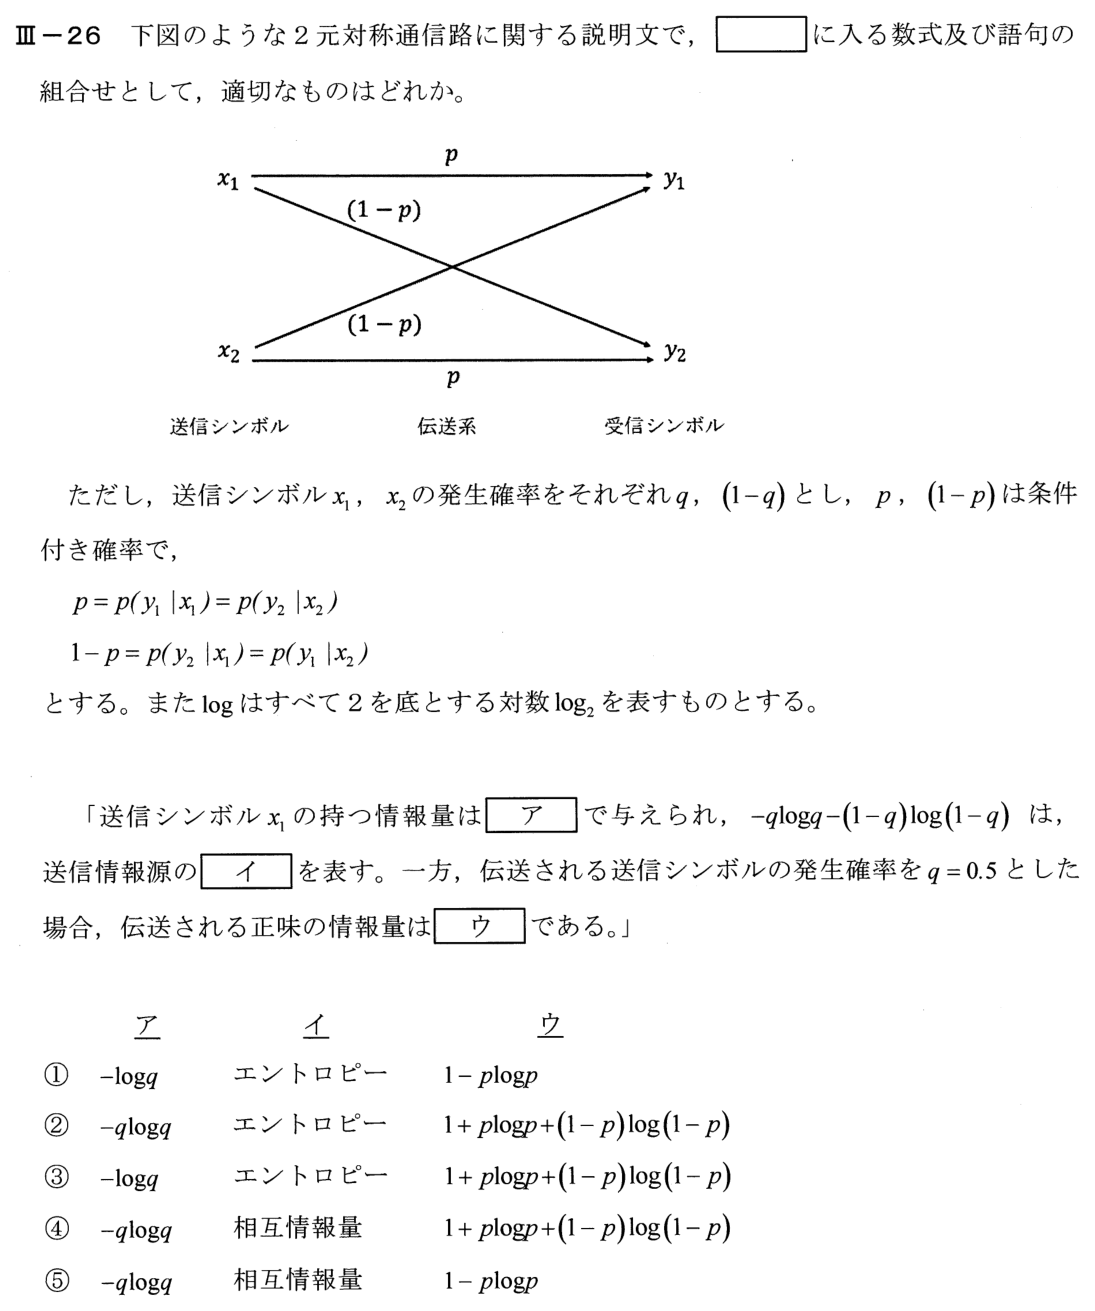 Ⅲ－26　下図のような２元対称通信路に関する説明文で，□に入る数式及び語句の
組合せとして，適切なものはどれか。
p
x₁
y₁
(1 − p)
(1 − p)
x₂
y₂
p
送信シンボル　伝送系　受信シンボル
ただし，送信シンボル x₁，x₂の発生確率をそれぞれ q，(1−q) とし，p，(1−p) は条件
付き確率で，
p = p(y₁ |x₁) = p(y₂ |x₂)
1− p = p(y₂ |x₁) = p(y₁ |x₂)
とする。また log はすべて２を底とする対数 log₂ を表すものとする。
「送信シンボル x₁ の持つ情報量は ア で与えられ， −qlogq−(1−q)log(1−q) は，
送信情報源の イ を表す。一方，伝送される送信シンボルの発生確率を q = 0.5 とした
場合，伝送される正味の情報量は ウ である。」
ア　イ　ウ
① −logq　エントロピー　1− plogp
② −qlogq　エントロピー　1+ plogp+(1− p)log(1− p)
③ −logq　エントロピー　1+ plogp+(1− p)log(1− p)
④ −qlogq　相互情報量　1+ plogp+(1− p)log(1− p)
⑤ −qlogq　相互情報量　1− plogp